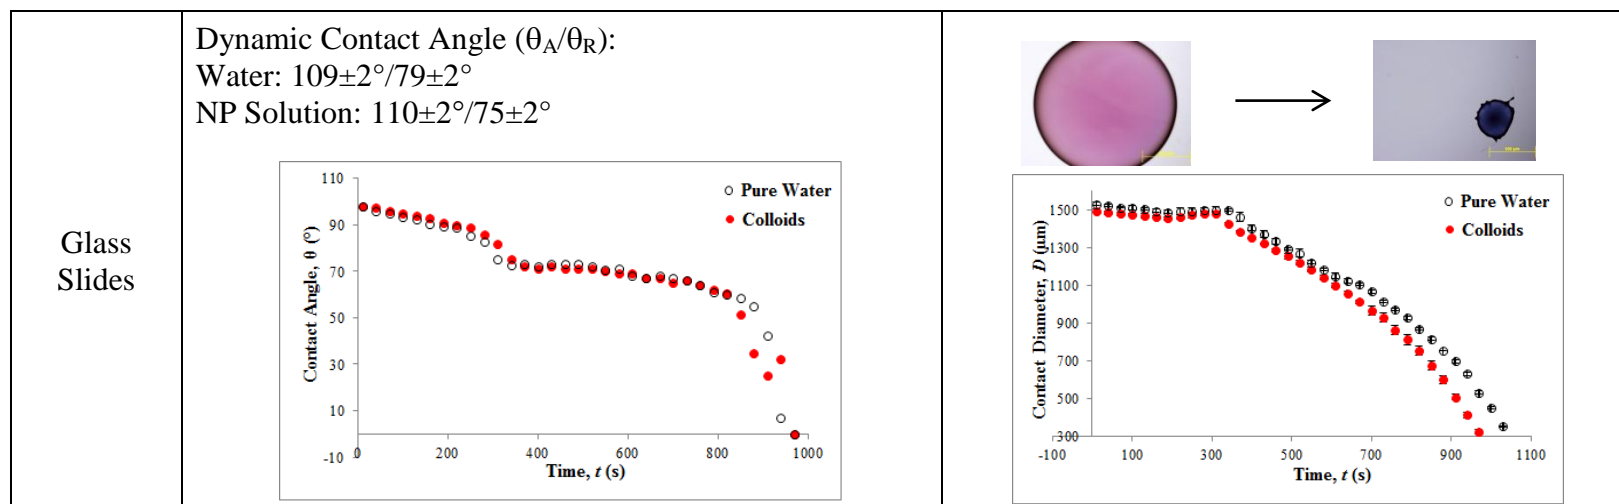 Glass
Slides
Dynamic Contact Angle (θA/θR):
Water: 109±2°/79±2°
NP Solution: 110±2°/75±2°
110
90
70
50
30
10
-10
0
200
400
600
800
1000
Contact Angle, θ (°)
Time, t (s)
Pure Water
Colloids
1500
1300
1100
900
700
500
300
-100
100
300
500
700
900
1100
Contact Diameter, D (µm)
Time, t (s)
Pure Water
Colloids